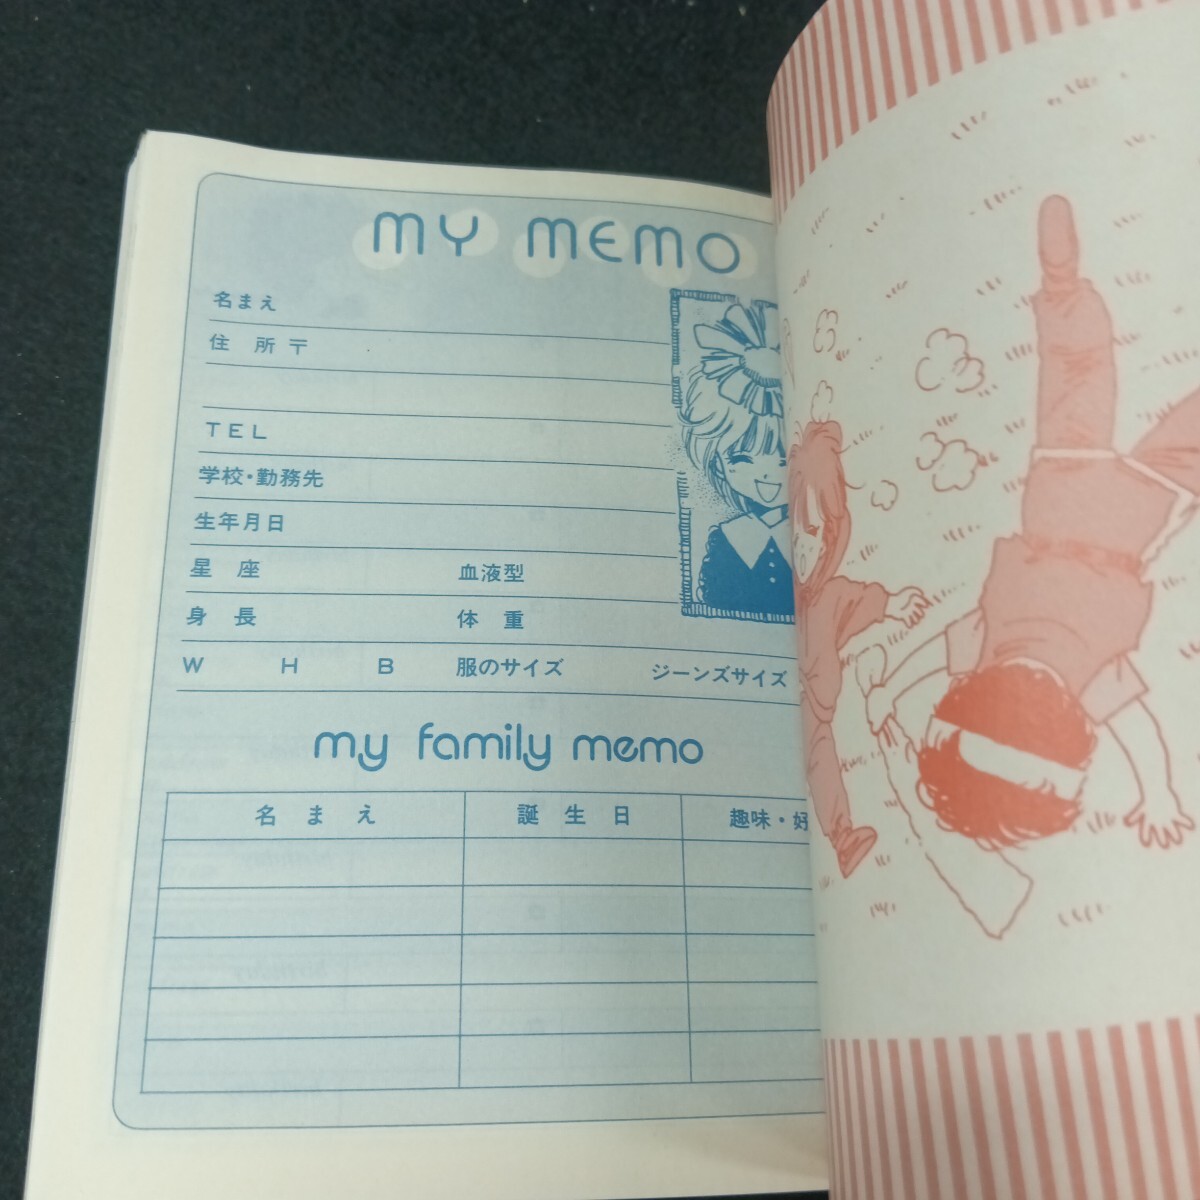 MY MEMO
名まえ
住 所 〒
TEL
学校・勤務先
生年月日
星 座 血液型
身 長 体 重
W H B 服のサイズ ジーンズサイズ
my family memo
名 ま え 誕 生 日 趣味・好